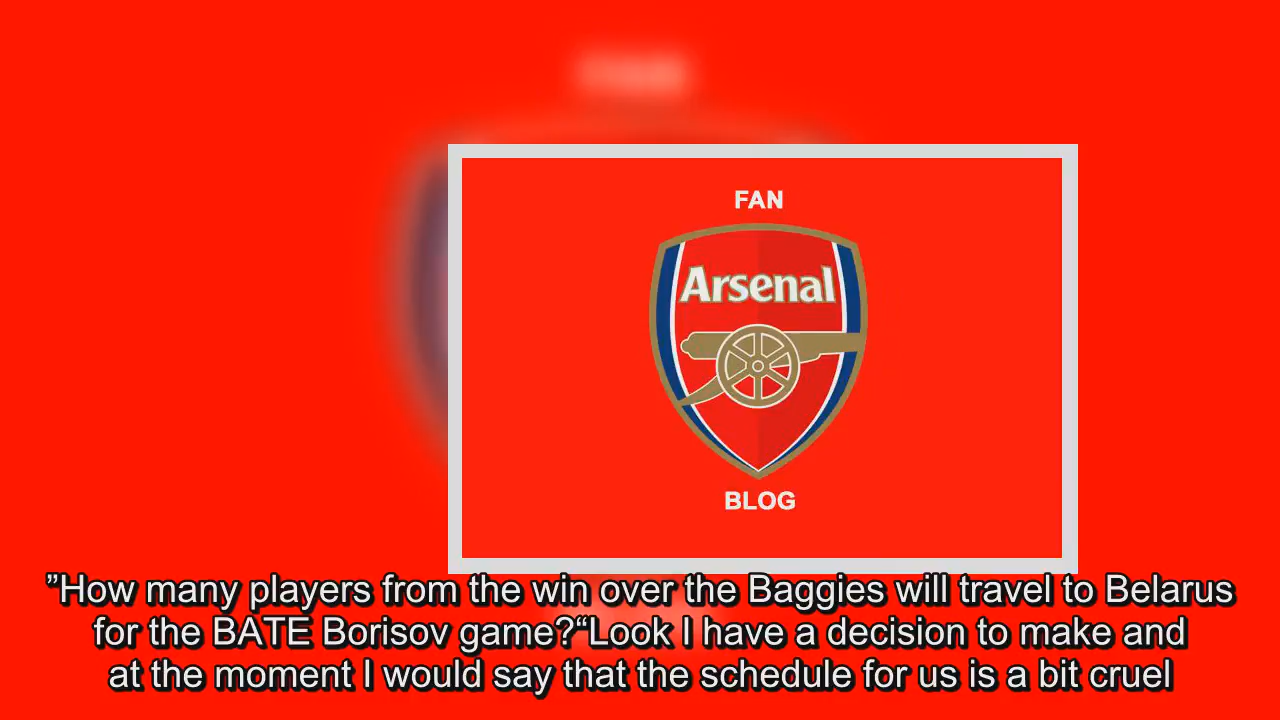 FAN
Arsenal
BLOG
”How many players from the win over the Baggies will travel to Belarus
for the BATE Borisov game?“Look I have a decision to make and
at the moment I would say that the schedule for us is a bit cruel